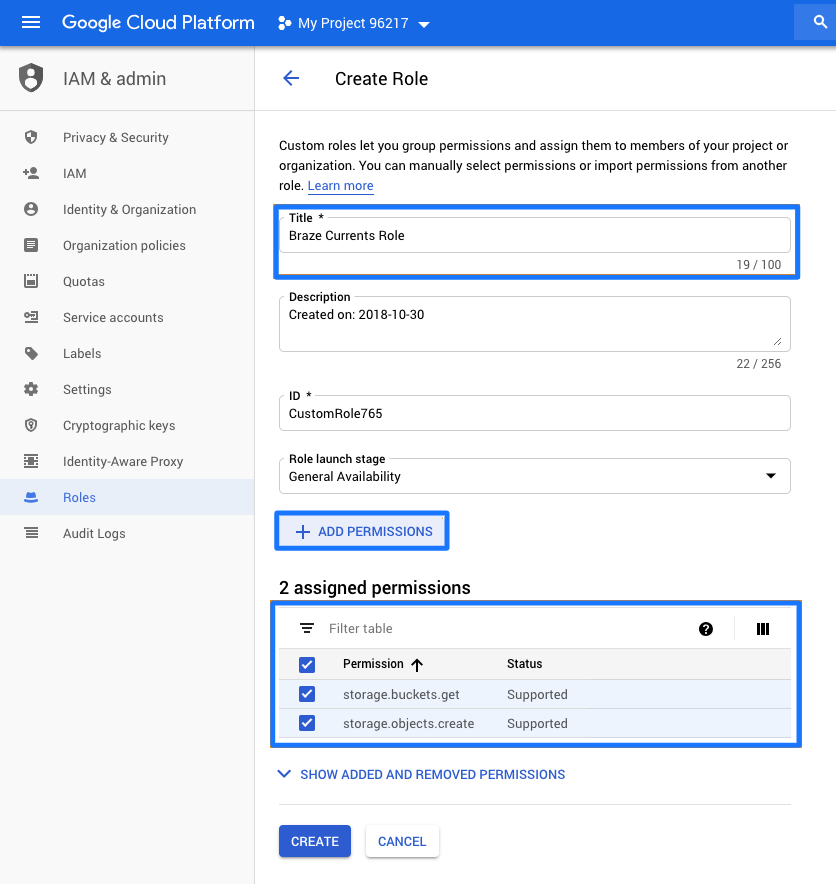 Google Cloud Platform
My Project 96217
IAM & admin
Create Role
Privacy & Security
IAM
Identity & Organization
Organization policies
Quotas
Service accounts
Labels
Settings
Cryptographic keys
Identity-Aware Proxy
Roles
Audit Logs
Custom roles let you group permissions and assign them to members of your project or
organization. You can manually select permissions or import permissions from another
role. Learn more
Title *
Braze Currents Role
19 / 100
Description
Created on: 2018-10-30
22 / 256
ID *
CustomRole765
Role launch stage
General Availability
ADD PERMISSIONS
2 assigned permissions
Filter table
Permission Status
storage.buckets.get Supported
storage.objects.create Supported
SHOW ADDED AND REMOVED PERMISSIONS
CREATE CANCEL